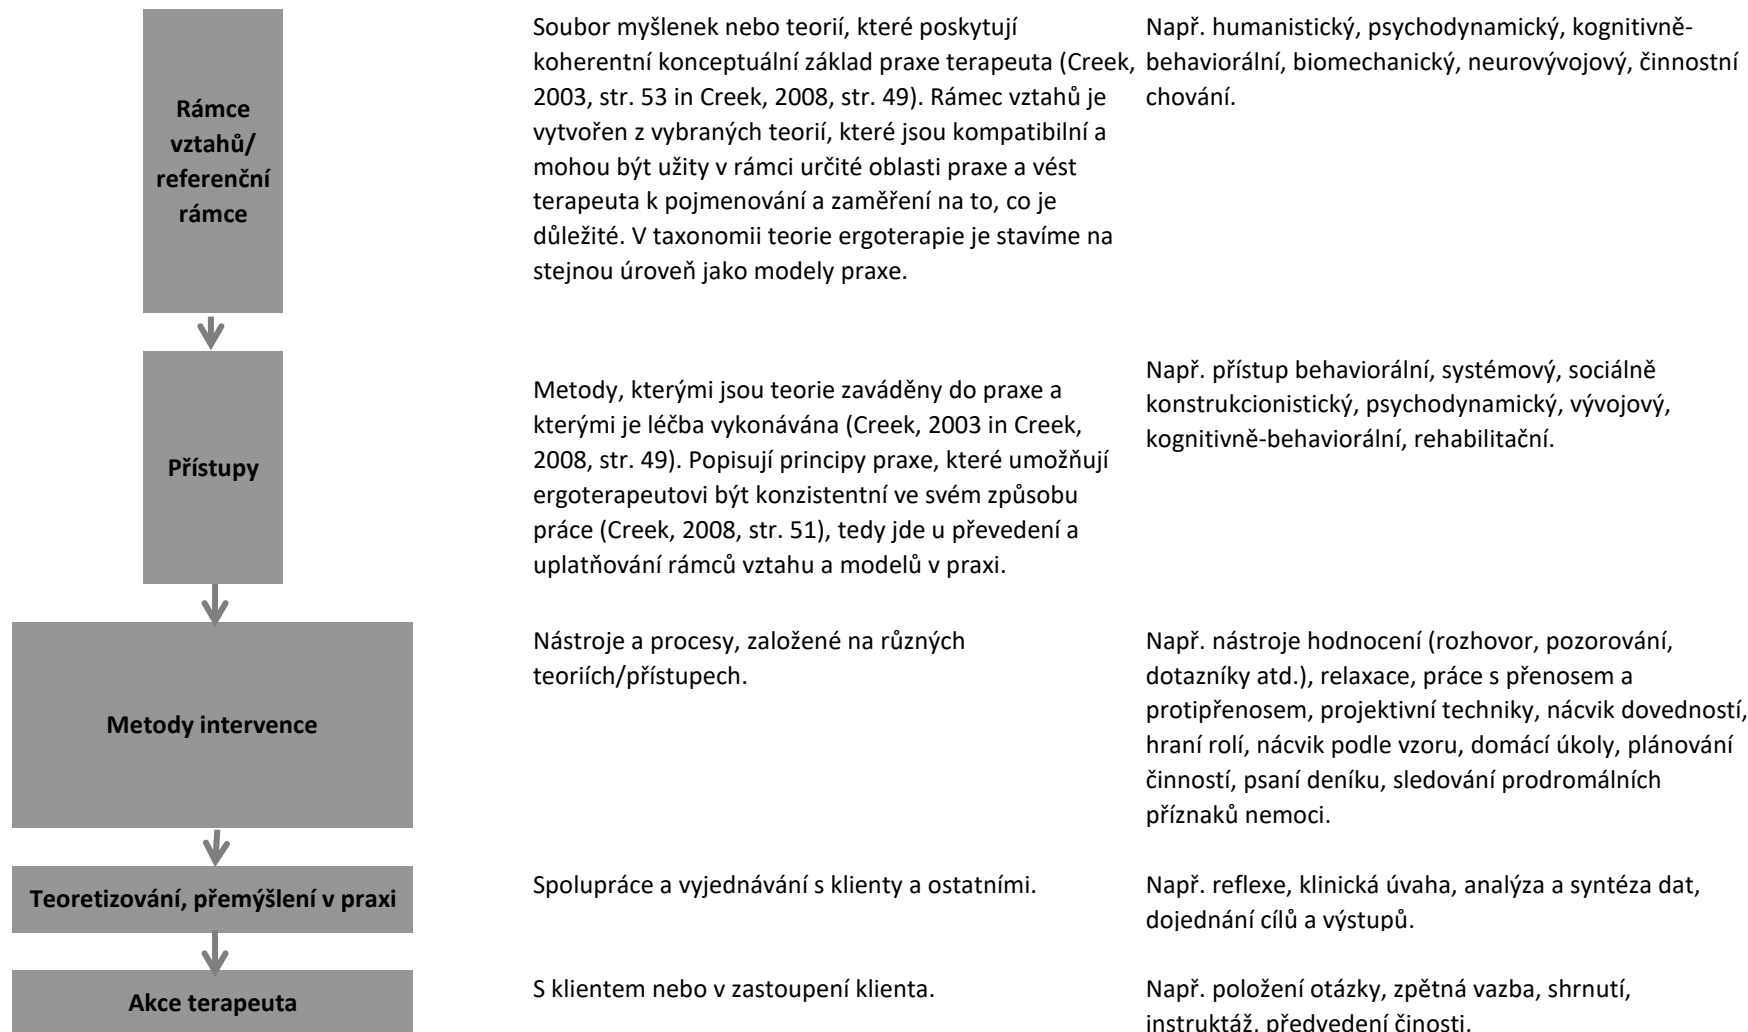 Rámce
vztahů/
referenční
rámce
Soubor myšlenek nebo teorií, které poskytují
koherentní konceptuální základ praxe terapeuta (Creek,
2003, str. 53 in Creek, 2008, str. 49). Rámec vztahů je
vytvořen z vybraných teorií, které jsou kompatibilní a
mohou být užity v rámci určité oblasti praxe a vést
terapeuta k pojmenování a zaměření na to, co je
důležité. V taxonomii teorie ergoterapie je stavíme na
stejnou úroveň jako modely praxe.
Např. humanistický, psychodynamický, kognitivně-
behaviorální, biomechanický, neurovývojový, činnostní
chování.
Přístupy
Metody, kterými jsou teorie zaváděny do praxe a
kterými je léčba vykonávána (Creek, 2003 in Creek,
2008, str. 49). Popisují principy praxe, které umožňují
ergoterapeutovi být konzistentní ve svém způsobu
práce (Creek, 2008, str. 51), tedy jde u převedení a
uplatňování rámců vztahu a modelů v praxi.
Např. přístup behaviorální, systémový, sociálně
konstrukcionistický, psychodynamický, vývojový,
kognitivně-behaviorální, rehabilitační.
Metody intervence
Nástroje a procesy, založené na různých
teoriích/přístupech.
Např. nástroje hodnocení (rozhovor, pozorování,
dotazníky atd.), relaxace, práce s přenosem a
protipřenosem, projektivní techniky, nácvik dovedností,
hraní rolí, nácvik podle vzoru, domácí úkoly, plánování
činností, psaní deníku, sledování prodromálních
příznaků nemoci.
Teoretizování, přemýšlení v praxi
Spolupráce a vyjednávání s klienty a ostatními.
Např. reflexe, klinická úvaha, analýza a syntéza dat,
dojednání cílů a výstupů.
Akce terapeuta
S klientem nebo v zastoupení klienta.
Např. položení otázky, zpětná vazba, shrnutí,
instruktáž, předvedení činosti.